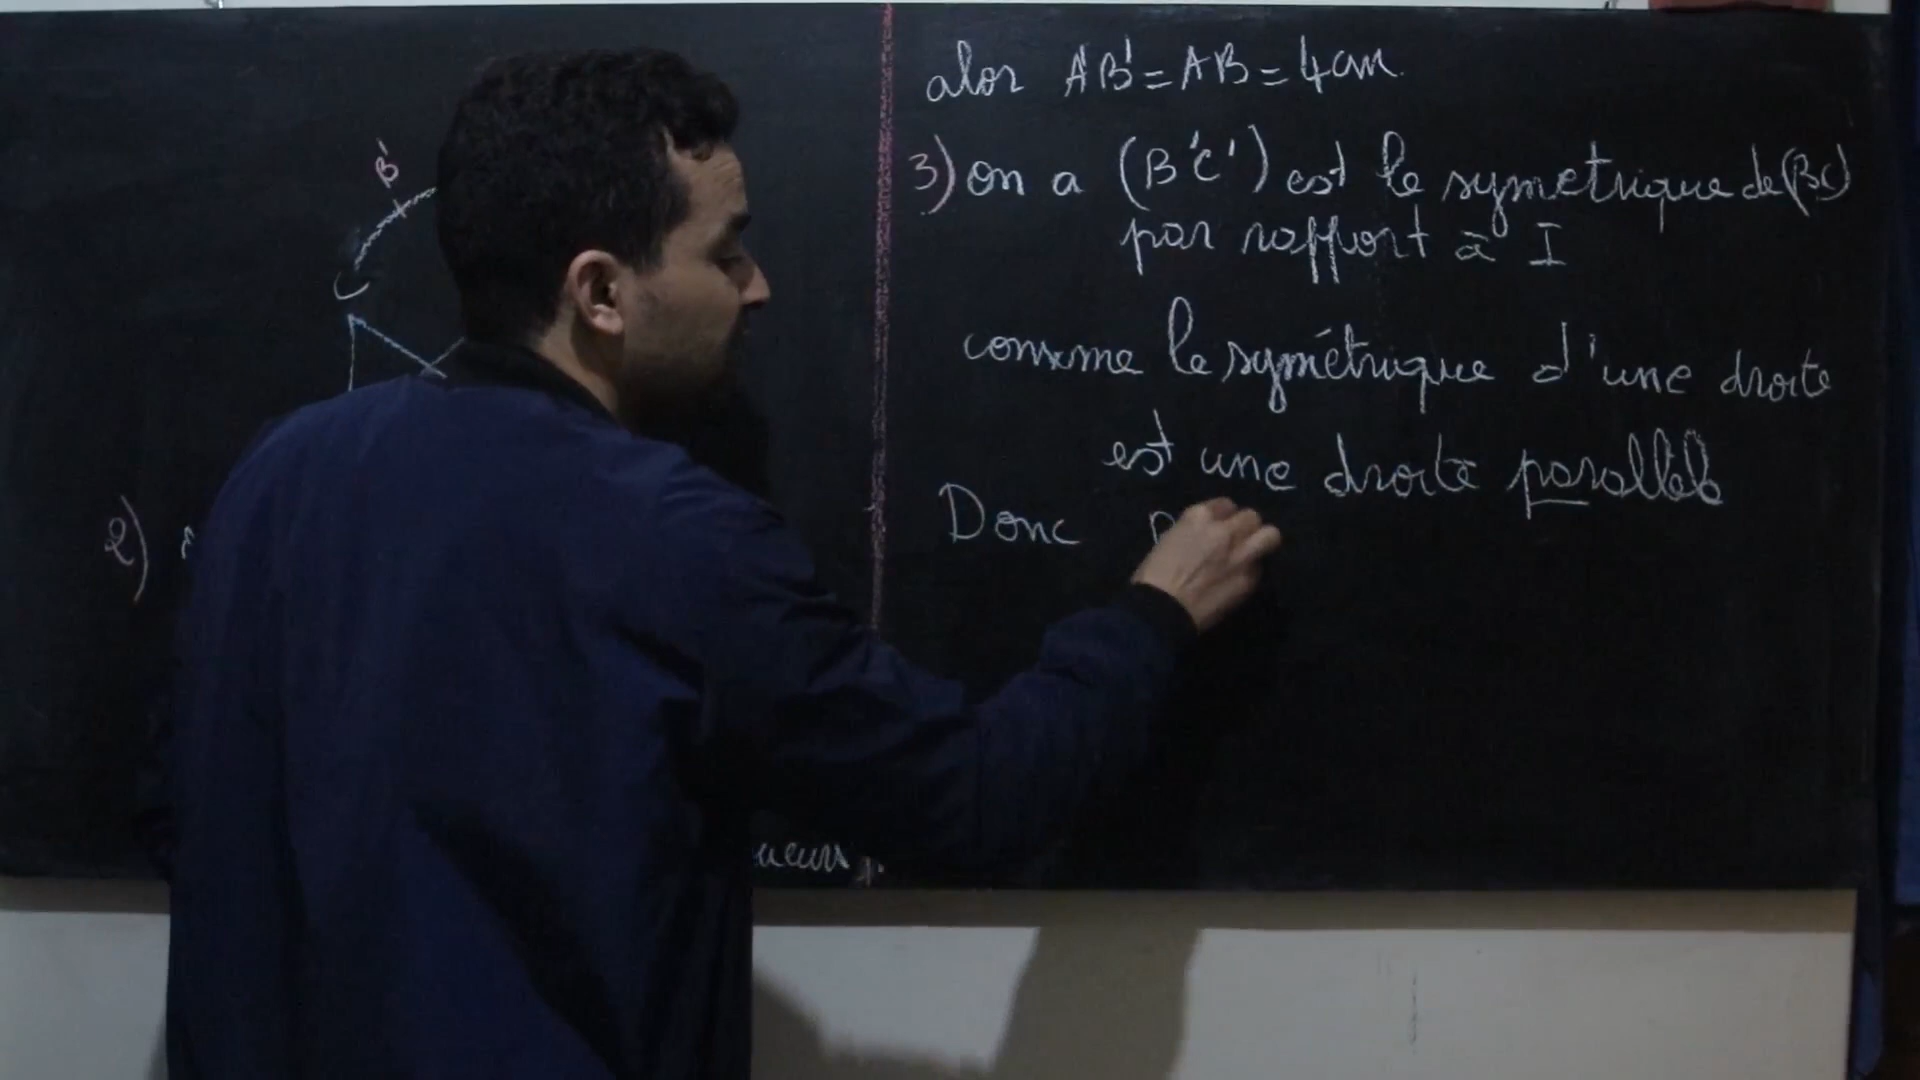 B'
C
2)
alor A'B' = AB = 4cm.
3) on a (B'C') est le symetrique de (BC)
par rapport à I
comme le symétrique d'une droite
est une droite parallèle
Donc